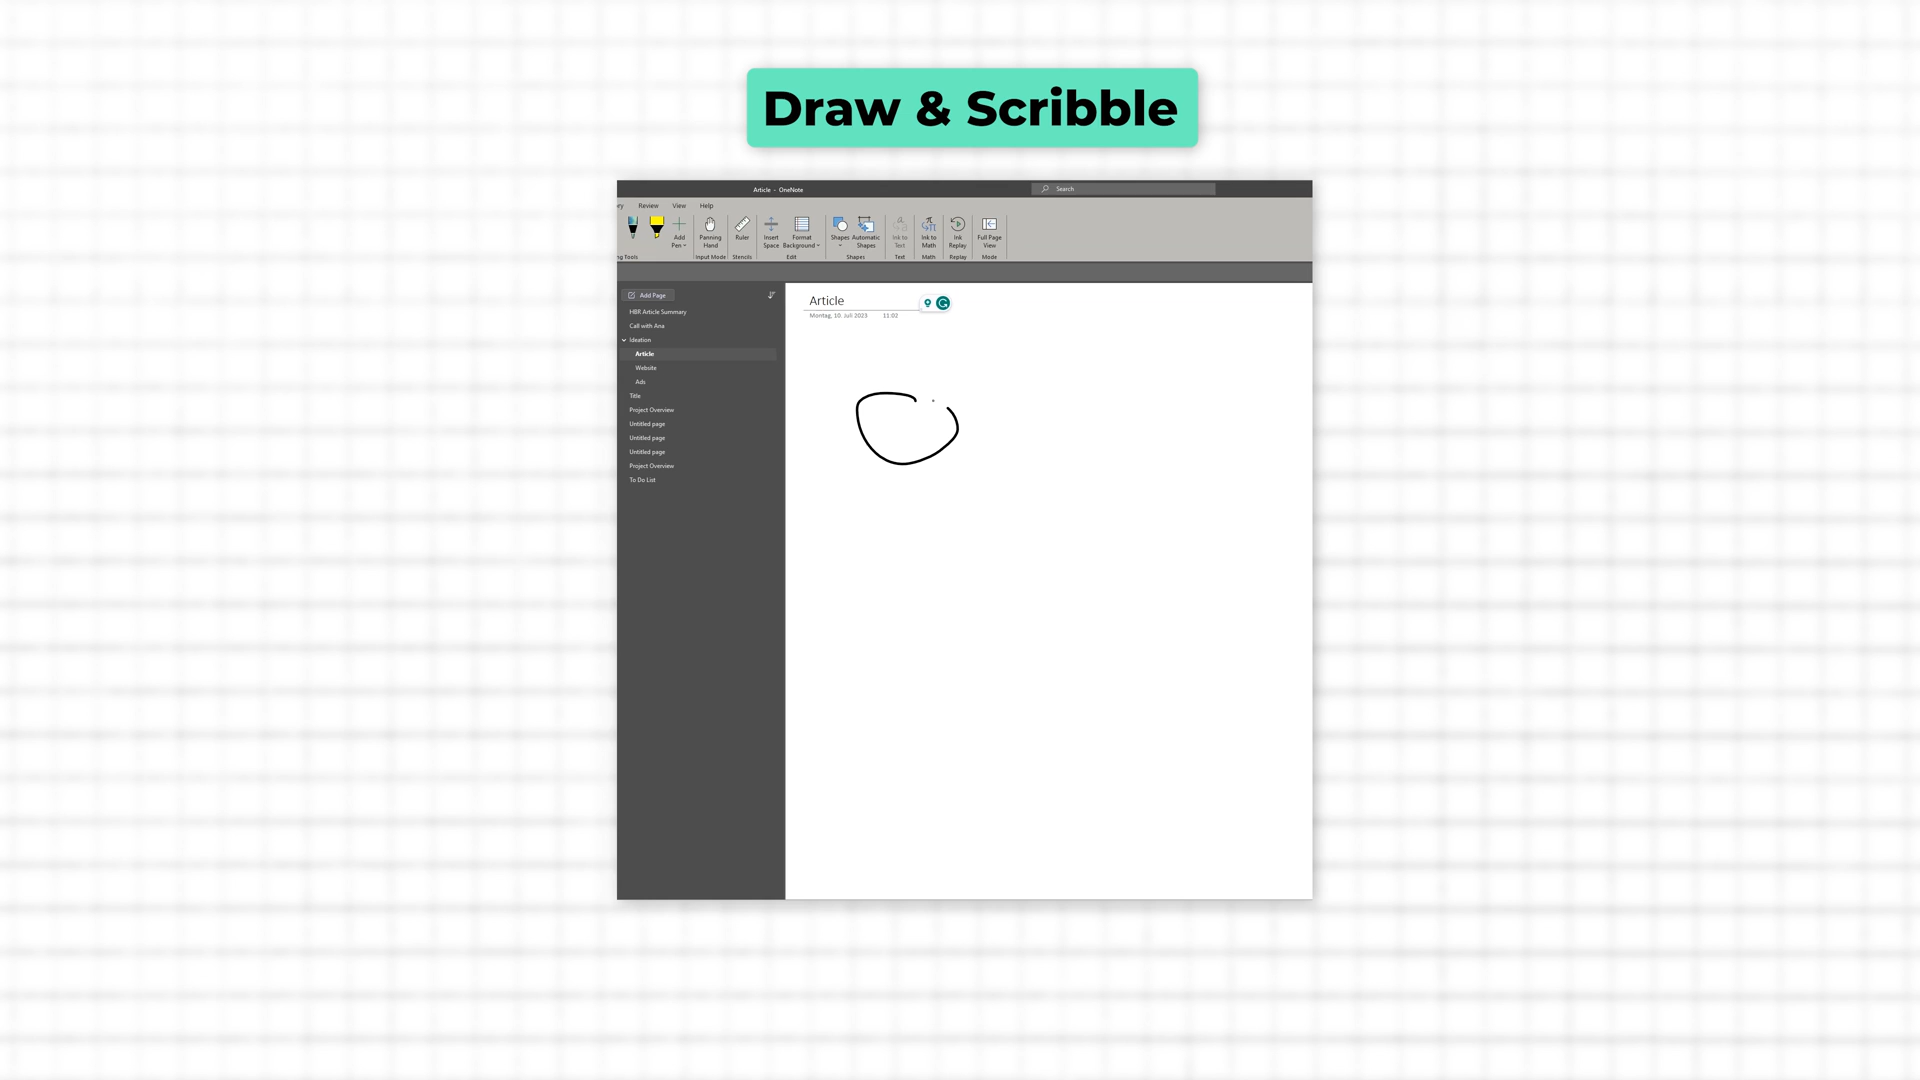 Draw & Scribble
Article - OneNote
Search
ry Review View Help
Add Pen
Panning Hand
Ruler
Insert Space
Format Background
Shapes
Automatic Shapes
Ink to Text
Ink to Math
Ink Replay
Full Page View
ng Tools
Input Mode
Stencils
Edit
Shapes
Text
Math
Replay
Mode
Add Page
HBR Article Summary
Call with Ana
Ideation
Article
Website
Ads
Title
Project Overview
Untitled page
Untitled page
Untitled page
Project Overview
To Do List
Article
Montag, 10. Juli 2023 11:02